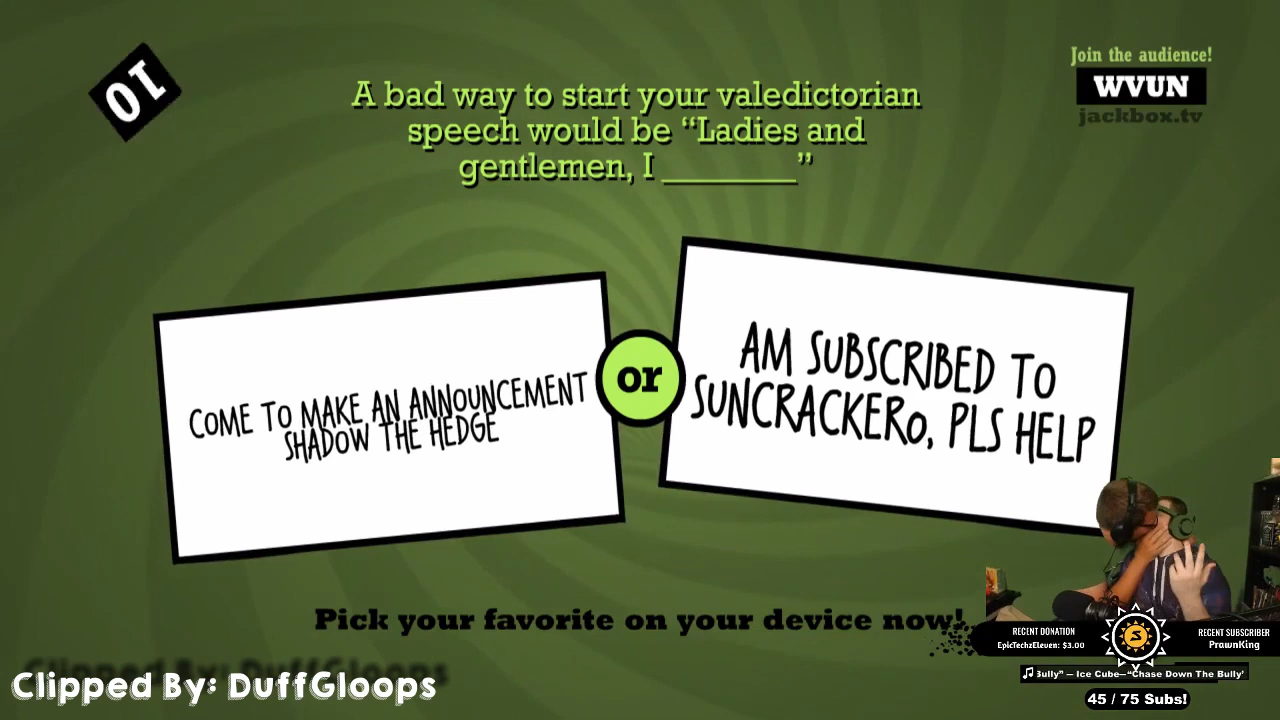 10
Join the audience!
WVUN
jackbox.tv
A bad way to start your valedictorian
speech would be “Ladies and
gentlemen, I ________”
COME TO MAKE AN ANNOUNCEMENT
SHADOW THE HEDGE
or
AM SUBSCRIBED TO
SUNCRACKERo, PLS HELP
Pick your favorite on your device now!
RECENT DONATION
EpicTechzEleven: $3.00
S
RECENT SUBSCRIBER
PrawnKing
Bully” – Ice Cube–“Chase Down The Bully’
45 / 75 Subs!
Clipped By: DuffGloops